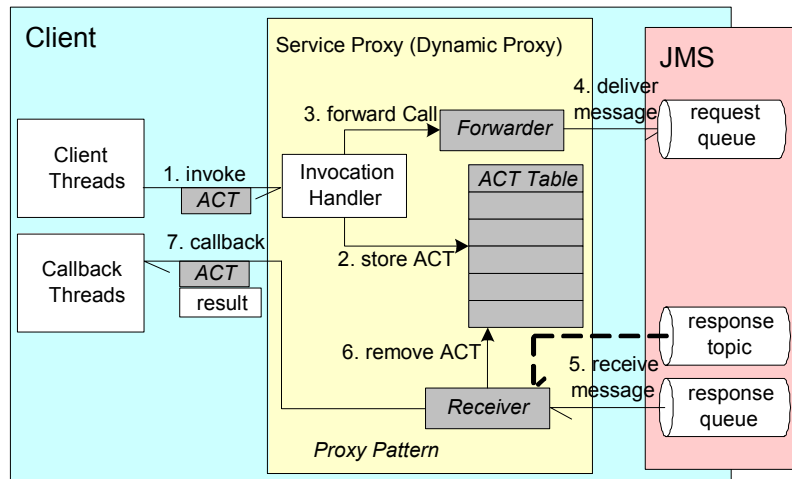 Client
Service Proxy (Dynamic Proxy)
JMS
4. deliver
message
request
queue
3. forward Call
Forwarder
Client
Threads
1. invoke
ACT
Invocation
Handler
ACT Table
2. store ACT
7. callback
Callback
Threads
ACT
result
6. remove ACT
response
topic
5. receive
message
Receiver
response
queue
Proxy Pattern